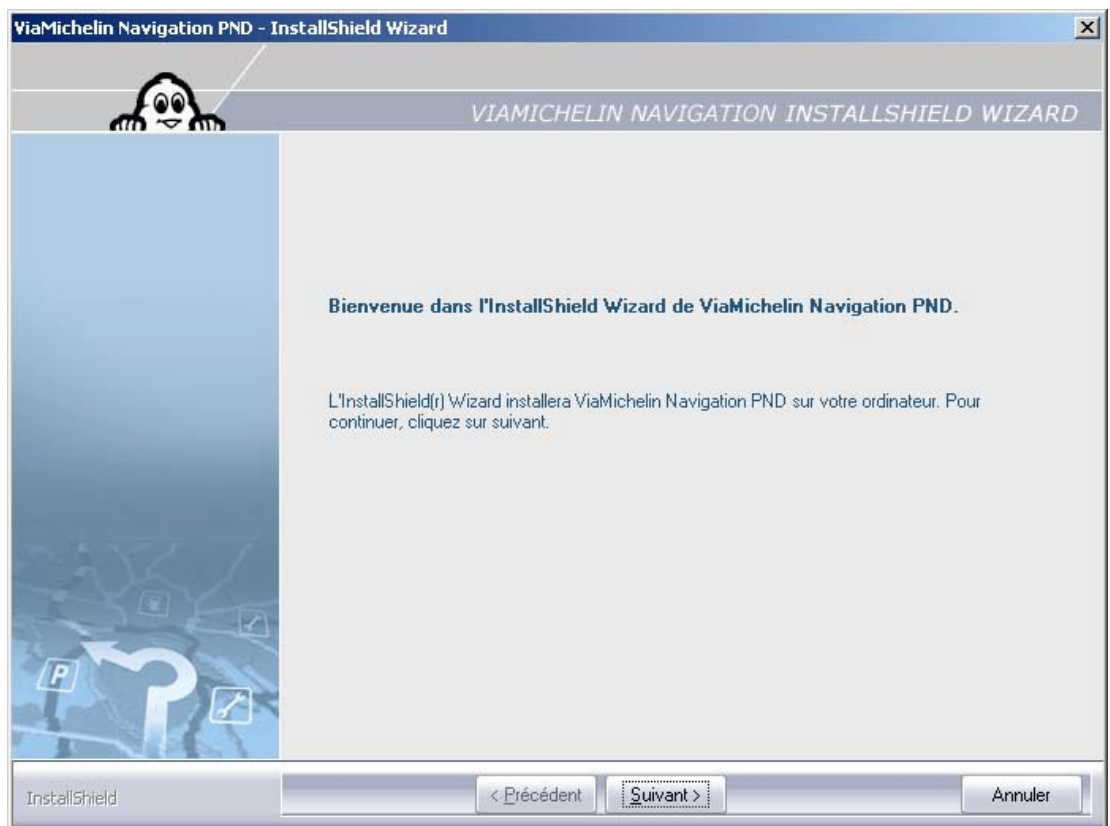 ViaMichelin Navigation PND - InstallShield Wizard
VIAMICHELIN NAVIGATION INSTALLSHIELD WIZARD
Bienvenue dans l'InstallShield Wizard de ViaMichelin Navigation PND.
L'InstallShield(r) Wizard installera ViaMichelin Navigation PND sur votre ordinateur. Pour
continuer, cliquez sur suivant.
P
InstallShield
< Précédent
Suivant >
Annuler